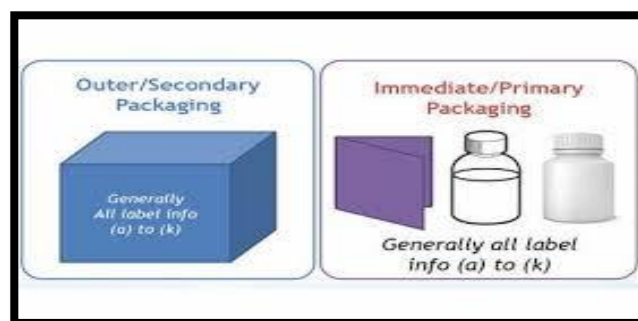 Outer/Secondary
Packaging
Generally
All label info
(a) to (k)
Immediate/Primary
Packaging
Generally all label
info (a) to (k)